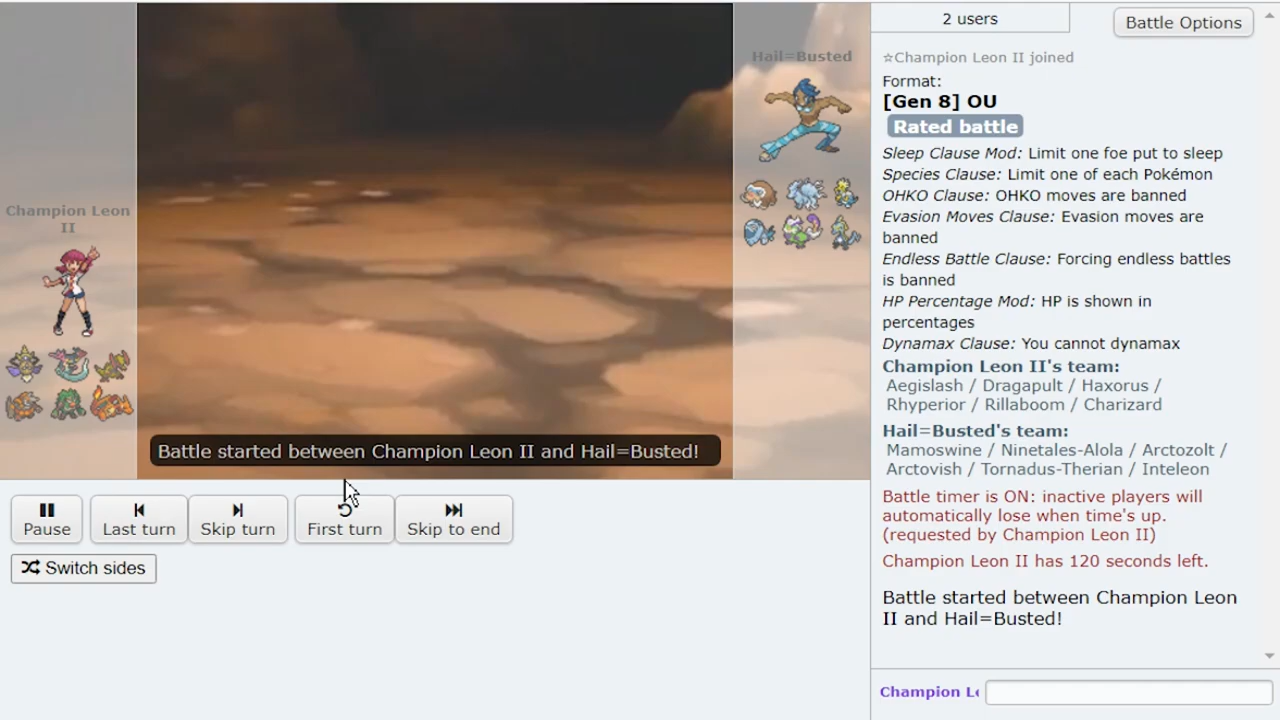 Champion Leon
II
Hail=Busted
Battle started between Champion Leon II and Hail=Busted!
Pause
Last turn
Skip turn
First turn
Skip to end
Switch sides
2 users
Battle Options
☆Champion Leon II joined
Format:
[Gen 8] OU
Rated battle
Sleep Clause Mod: Limit one foe put to sleep
Species Clause: Limit one of each Pokémon
OHKO Clause: OHKO moves are banned
Evasion Moves Clause: Evasion moves are
banned
Endless Battle Clause: Forcing endless battles
is banned
HP Percentage Mod: HP is shown in
percentages
Dynamax Clause: You cannot dynamax
Champion Leon II's team:
Aegislash / Dragapult / Haxorus /
Rhyperior / Rillaboom / Charizard
Hail=Busted's team:
Mamoswine / Ninetales-Alola / Arctozolt /
Arctovish / Tornadus-Therian / Inteleon
Battle timer is ON: inactive players will
automatically lose when time's up.
(requested by Champion Leon II)
Champion Leon II has 120 seconds left.
Battle started between Champion Leon
II and Hail=Busted!
Champion Le